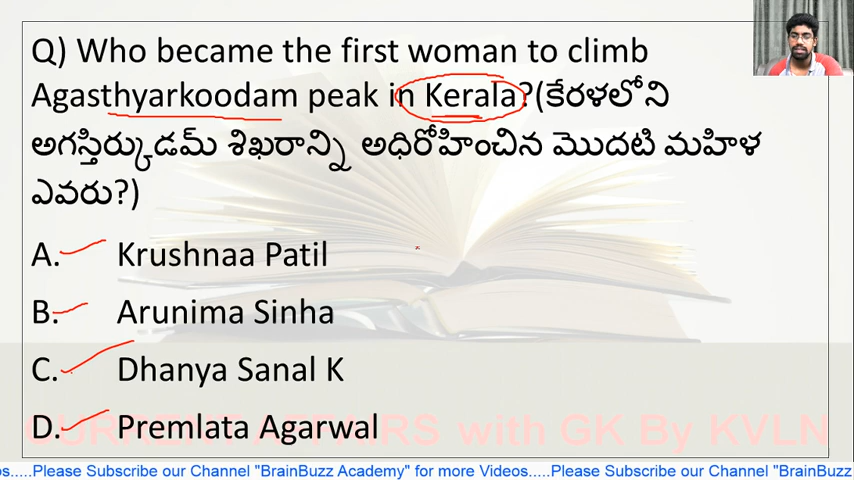 Q) Who became the first woman to climb
Agasthyarkoodam peak in Kerala?(కేరళలోని
అగస్తిర్కుడమ్ శిఖరాన్ని అధిరోహించిన మొదటి మహిళ
ఎవరు?)
A. Krushnaa Patil
B. Arunima Sinha
C. Dhanya Sanal K
D. Premlata Agarwal
CURRENT AFFAIRS with GK By KVLN
os.....Please Subscribe our Channel "BrainBuzz Academy" for more Videos.....Please Subscribe our Channel "BrainBuzz